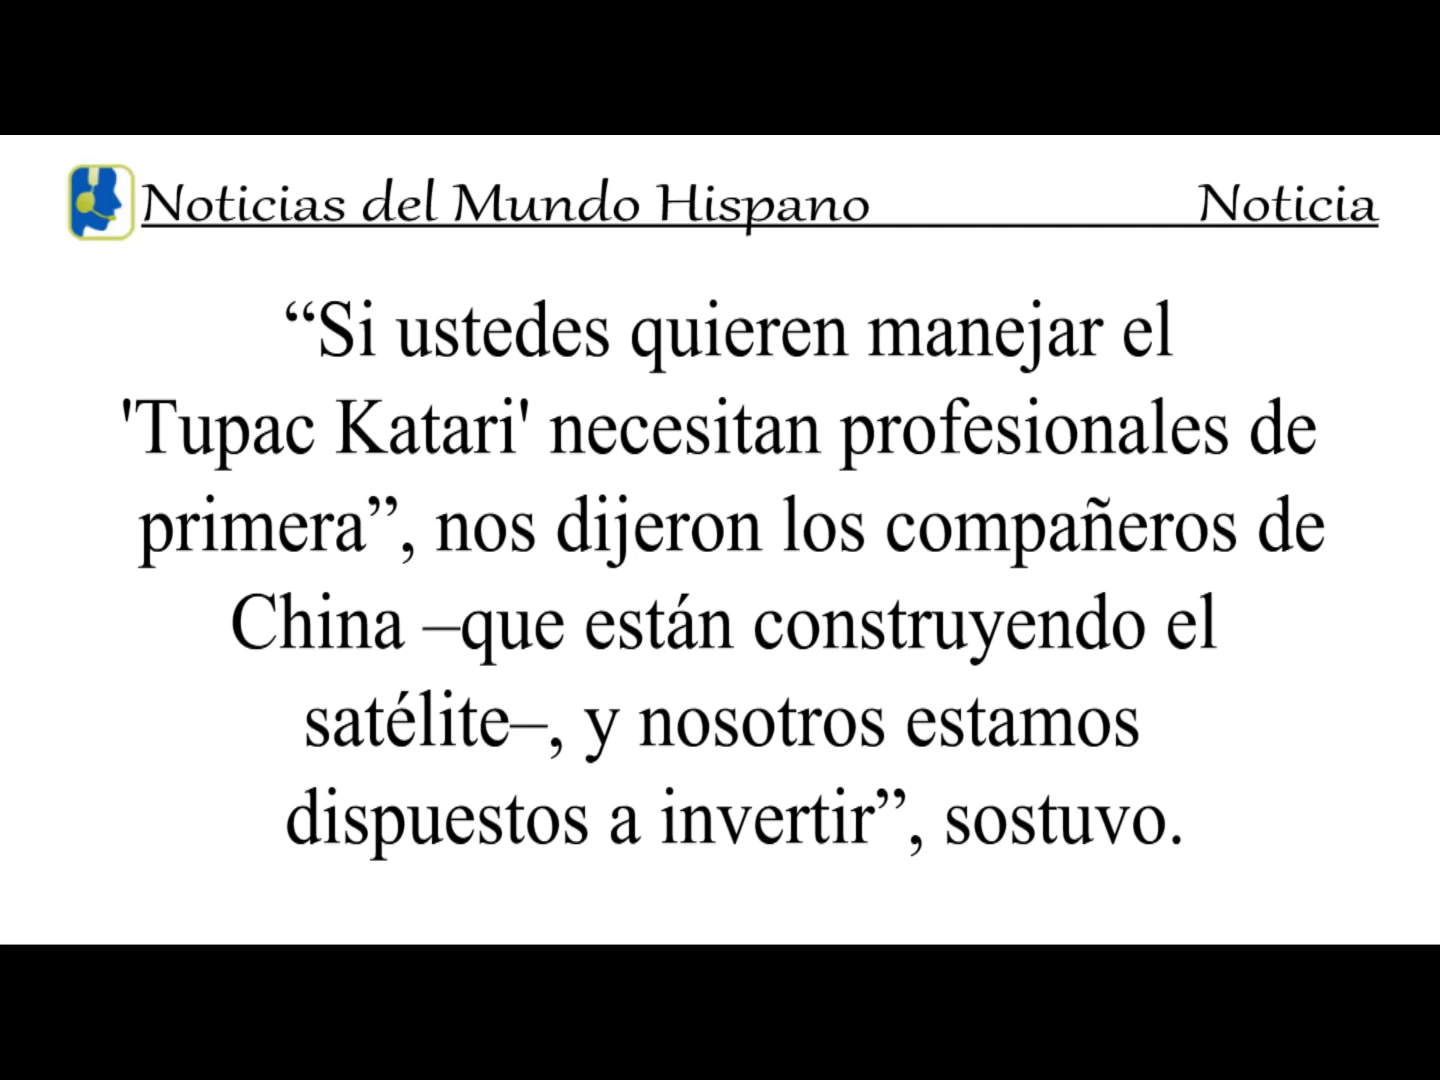 Noticias del Mundo Hispano Noticia
“Si ustedes quieren manejar el
'Tupac Katari' necesitan profesionales de
primera”, nos dijeron los compañeros de
China –que están construyendo el
satélite–, y nosotros estamos
dispuestos a invertir”, sostuvo.